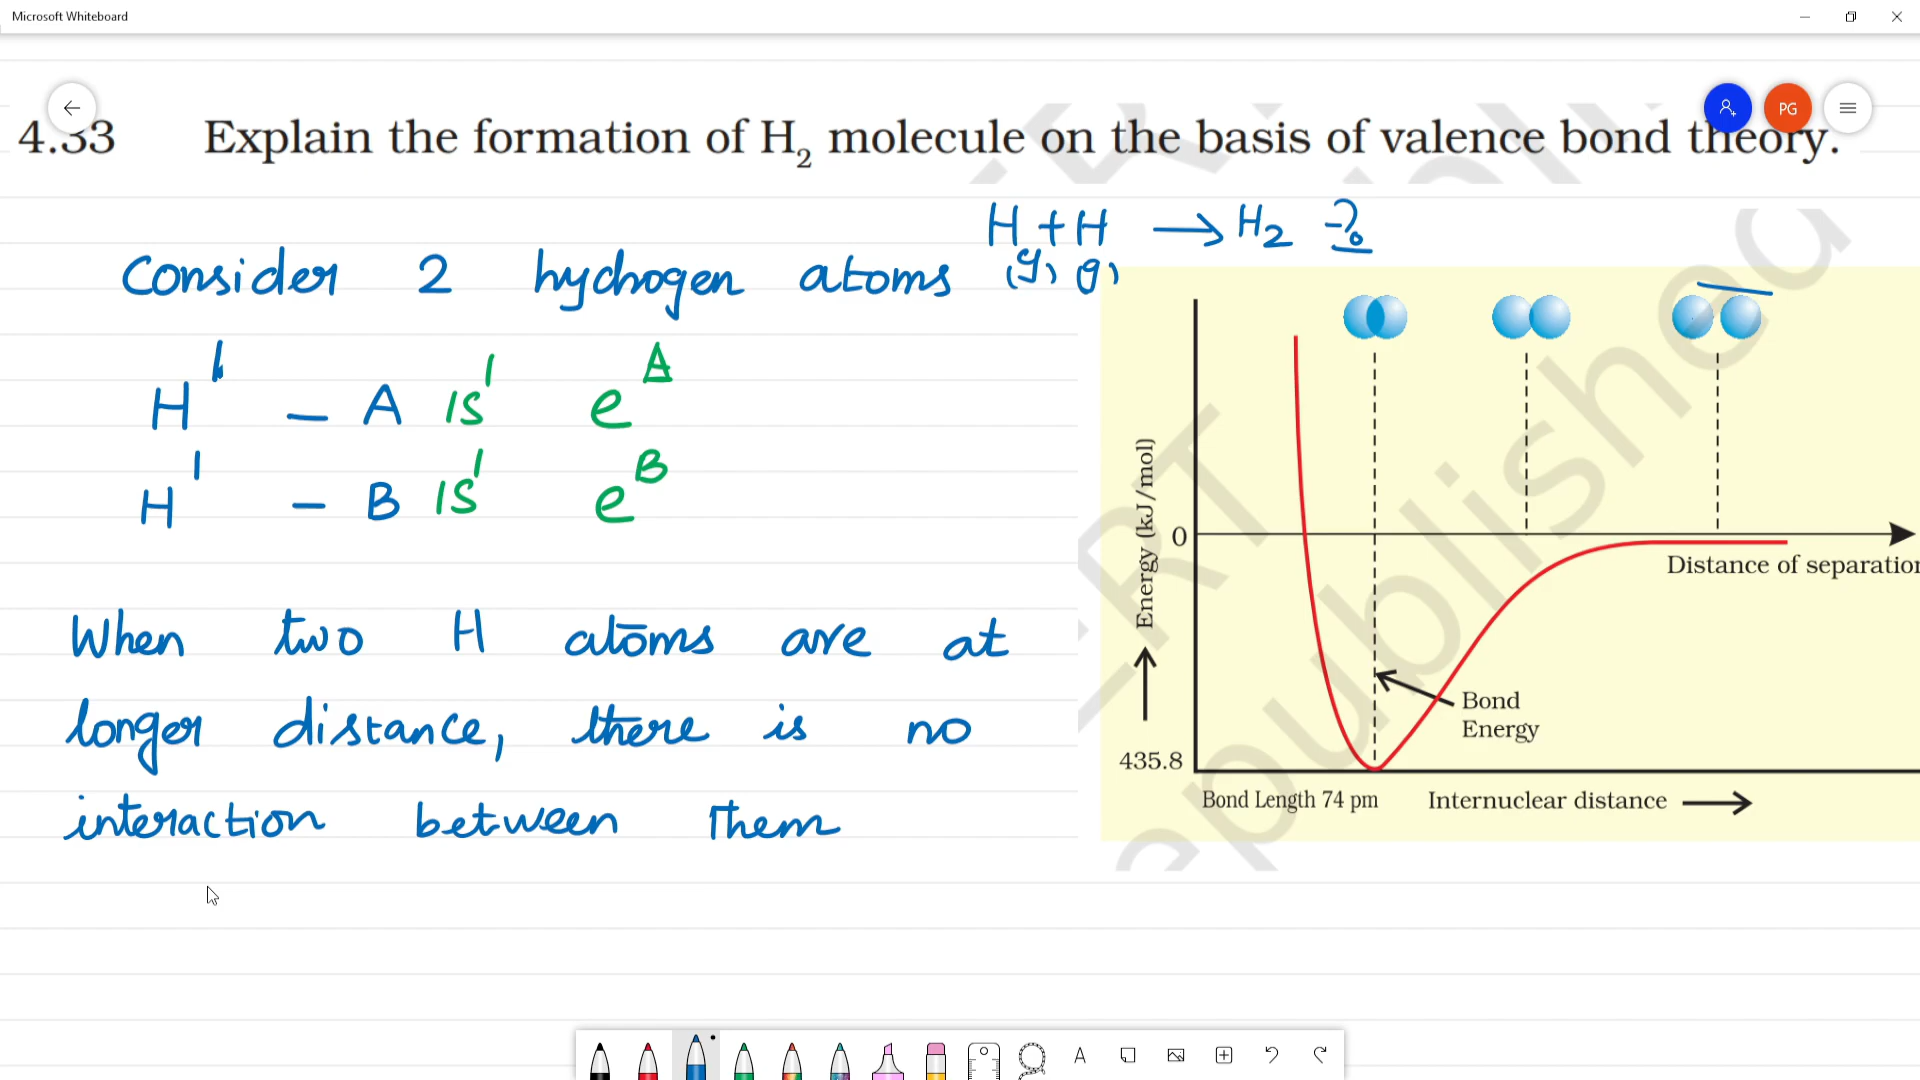 Microsoft Whiteboard
PG
4.33 Explain the formation of H₂ molecule on the basis of valence bond theory.
H + H → H2 ?
(g) (g)
Consider 2 hydrogen atoms
H¹ – A 1s¹ eᴬ
H¹ – B 1s¹ eᴮ
When two H atoms are at
longer distance, there is no
interaction between them
Energy (kJ/mol)
0
Distance of separation
Bond
Energy
435.8
Bond Length 74 pm Internuclear distance
A